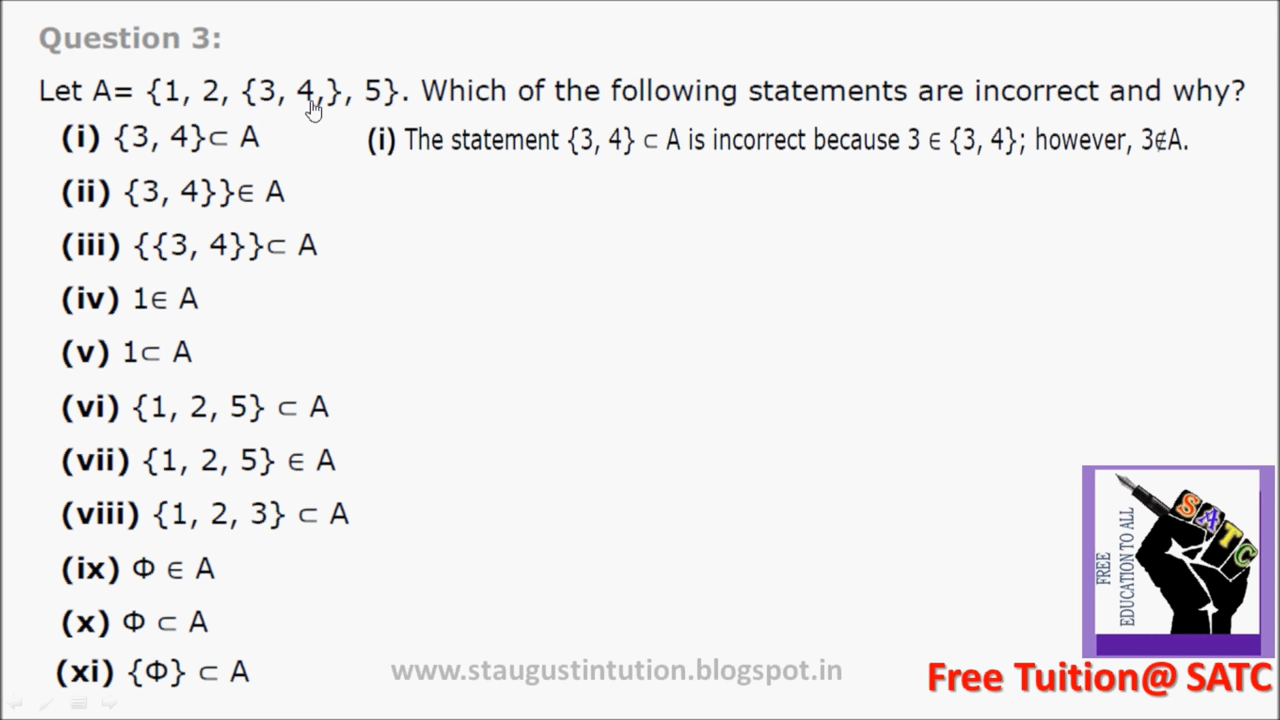 Question 3:
Let A= {1, 2, {3, 4,}, 5}. Which of the following statements are incorrect and why?
(i) {3, 4}⊂ A
(i) The statement {3, 4} ⊂ A is incorrect because 3 ∈ {3, 4}; however, 3∉A.
(ii) {3, 4}}∈ A
(iii) {{3, 4}}⊂ A
(iv) 1∈ A
(v) 1⊂ A
(vi) {1, 2, 5} ⊂ A
(vii) {1, 2, 5} ∈ A
(viii) {1, 2, 3} ⊂ A
(ix) Φ ∈ A
(x) Φ ⊂ A
(xi) {Φ} ⊂ A
www.staugustintution.blogspot.in
SATC
FREE
EDUCATION TO ALL
Free Tuition@ SATC